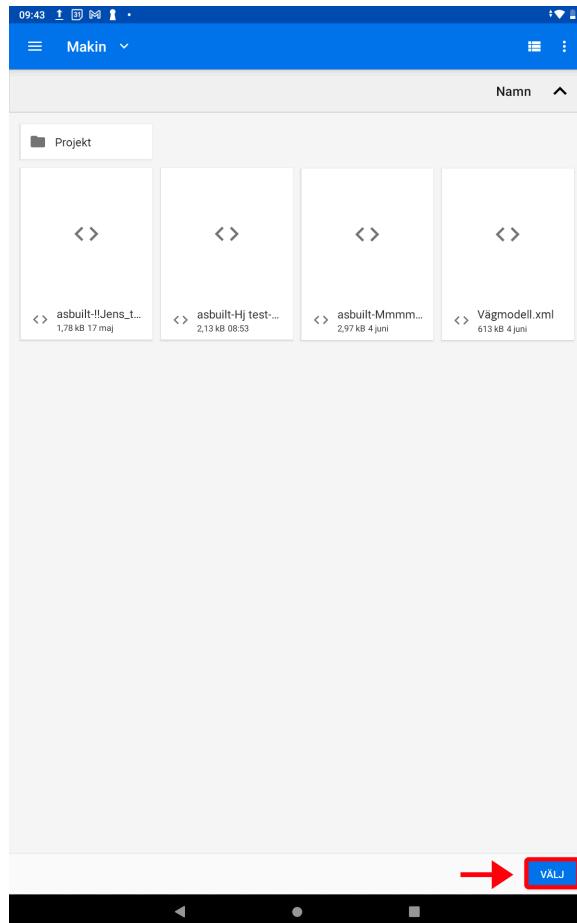 09:43
31
Makin
Namn
Projekt
asbuilt-!!Jens_t...
1,78 kB 17 maj
asbuilt-Hj test-...
2,13 kB 08:53
asbuilt-Mmmm...
2,97 kB 4 juni
Vägmodell.xml
613 kB 4 juni
VÄLJ